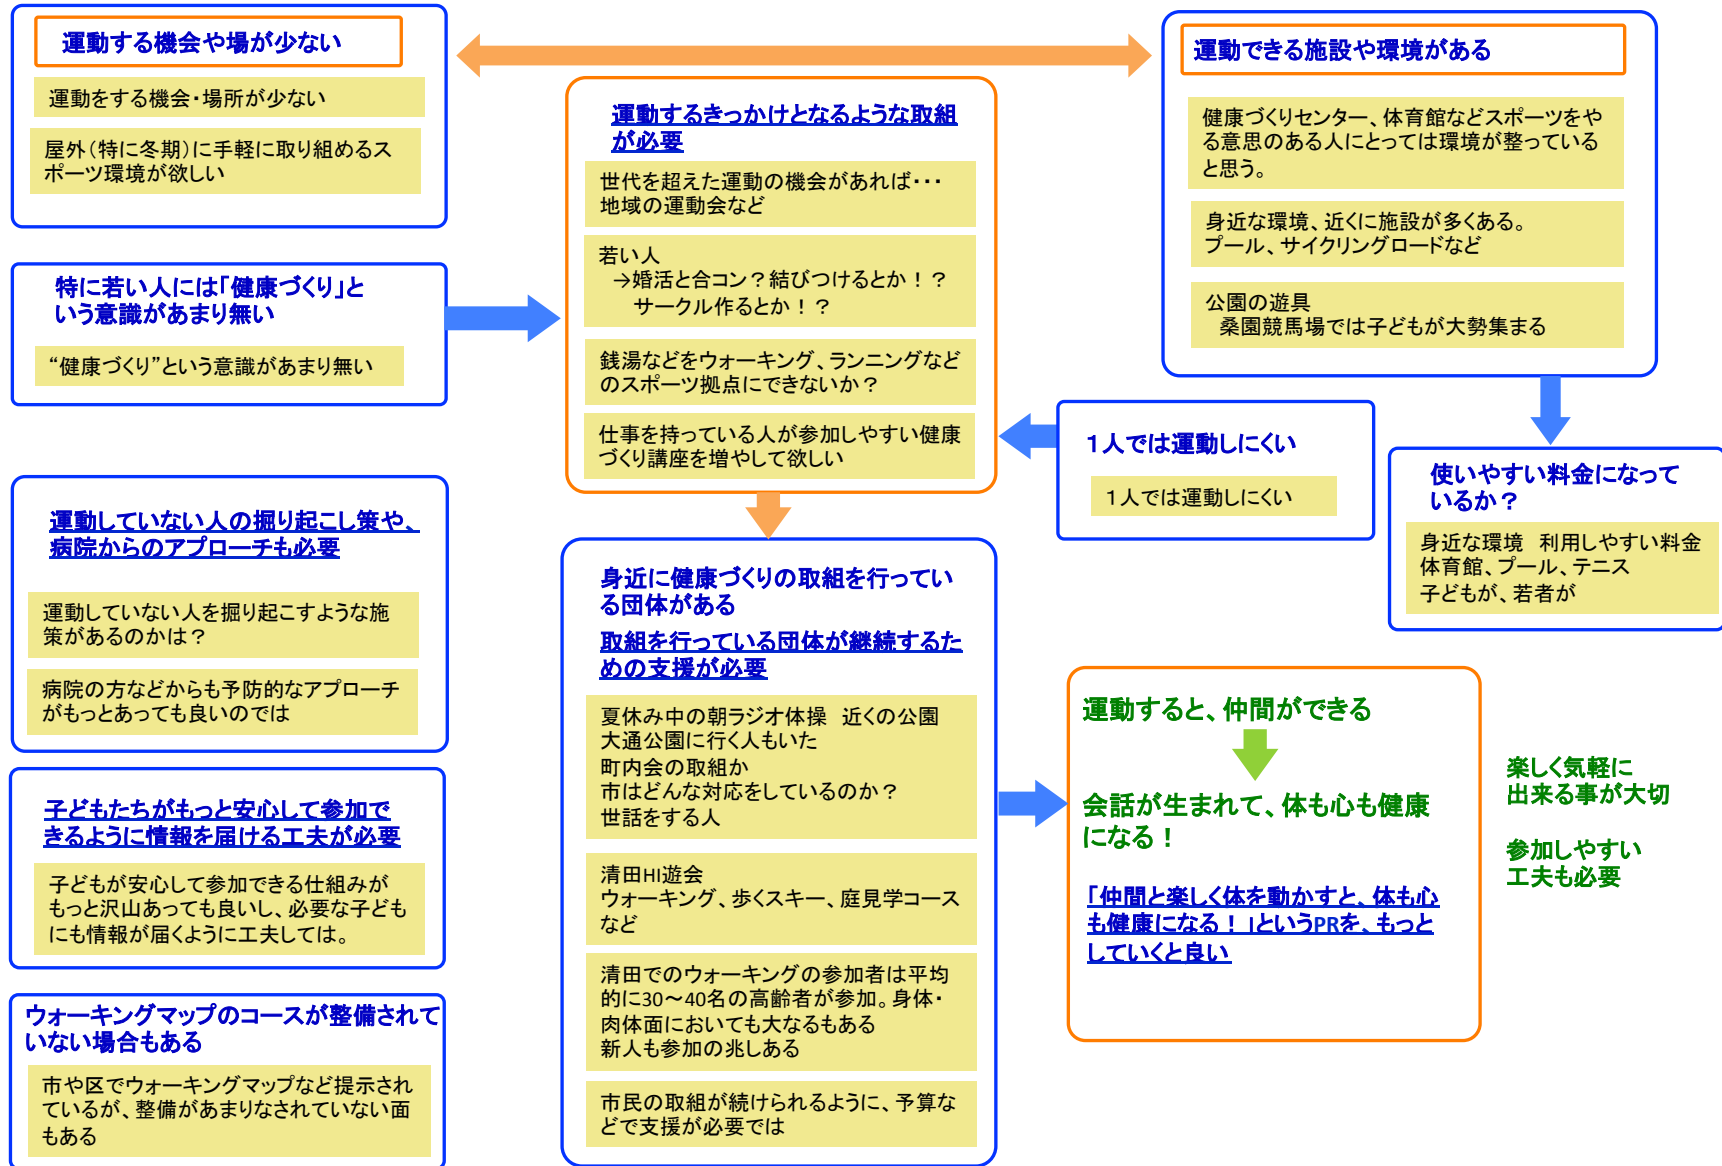 運動する機会や場が少ない
運動をする機会・場所が少ない
屋外（特に冬期）に手軽に取り組めるス
ポーツ環境が欲しい
特に若い人には「健康づくり」と
いう意識があまり無い
“健康づくり”という意識があまり無い
運動していない人の掘り起こし策や、
病院からのアプローチも必要
運動していない人を掘り起こすような施
策があるのかは？
病院の方などからも予防的なアプローチ
がもっとあっても良いのでは
子どもたちがもっと安心して参加で
きるように情報を届ける工夫が必要
子どもが安心して参加できる仕組みが
もっと沢山あっても良いし、必要な子ども
にも情報が届くように工夫しては。
ウォーキングマップのコースが整備されて
いない場合もある
市や区でウォーキングマップなど提示され
ているが、整備があまりなされていない面
もある
運動するきっかけとなるような取組
が必要
世代を超えた運動の機会があれば・・・
地域の運動会など
若い人
→婚活と合コン？結びつけるとか！？
サークル作るとか！？
銭湯などをウォーキング、ランニングなど
のスポーツ拠点にできないか？
仕事を持っている人が参加しやすい健康
づくり講座を増やして欲しい
身近に健康づくりの取組を行ってい
る団体がある
取組を行っている団体が継続するた
めの支援が必要
夏休み中の朝ラジオ体操　近くの公園
大通公園に行く人もいた
町内会の取組か
市はどんな対応をしているのか？
世話をする人
清田HI遊会
ウォーキング、歩くスキー、庭見学コース
など
清田でのウォーキングの参加者は平均
的に30～40名の高齢者が参加。身体・
肉体面においても大なるもある
新人も参加の兆しある
市民の取組が続けられるように、予算な
どで支援が必要では
運動できる施設や環境がある
健康づくりセンター、体育館などスポーツをや
る意思のある人にとっては環境が整っている
と思う。
身近な環境、近くに施設が多くある。
プール、サイクリングロードなど
公園の遊具
桑園競馬場では子どもが大勢集まる
１人では運動しにくい
１人では運動しにくい
使いやすい料金になって
いるか？
身近な環境　利用しやすい料金
体育館、プール、テニス
子どもが、若者が
運動すると、仲間ができる
会話が生まれて、体も心も健康
になる！
「仲間と楽しく体を動かすと、体も心
も健康になる！」というPRを、もっと
していくと良い
楽しく気軽に
出来る事が大切
参加しやすい
工夫も必要